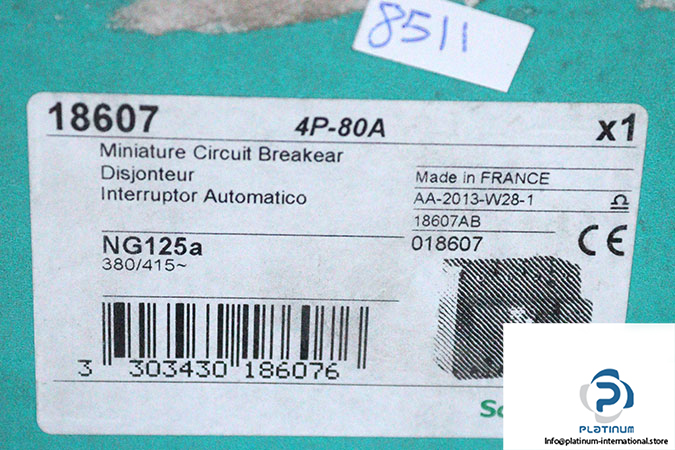 8511
18607 4P-80A x1
Miniature Circuit Breakear
Disjonteur
Interruptor Automatico
Made in FRANCE
AA-2013-W28-1
18607AB
018607
CE
NG125a
380/415~
3 303430 186076
PLATINUM
Info@platinum-international.store